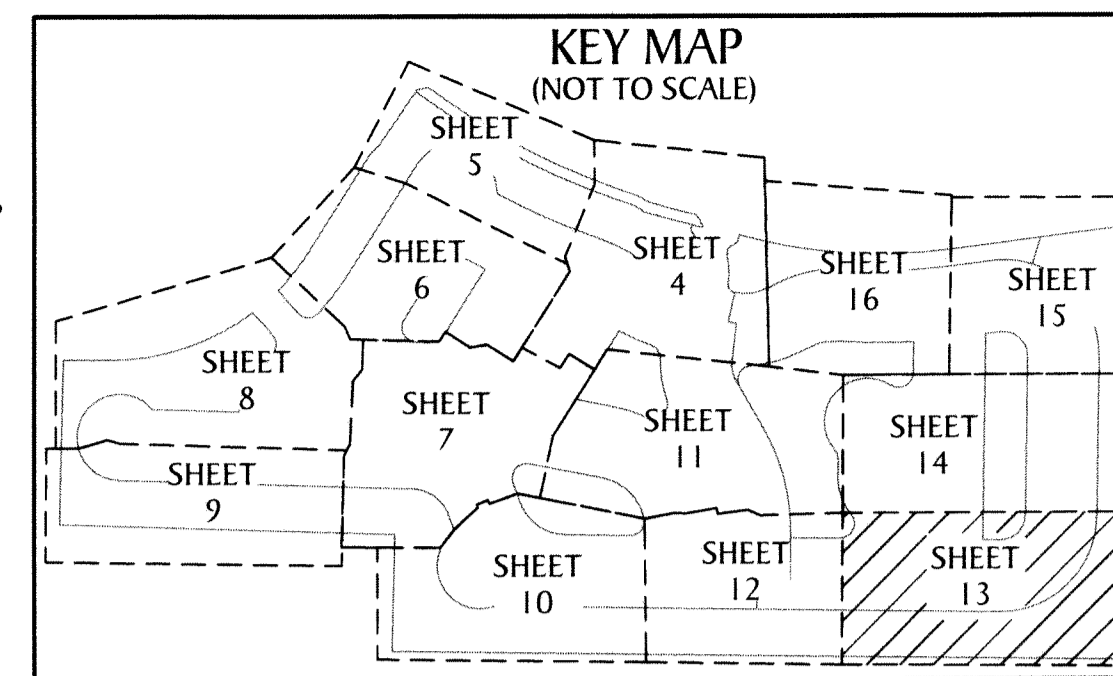 KEY MAP
(NOT TO SCALE)
SHEET
5
SHEET
6
SHEET
4
SHEET
16
SHEET
15
SHEET
8
SHEET
7
SHEET
11
SHEET
14
SHEET
9
SHEET
10
SHEET
12
SHEET
13